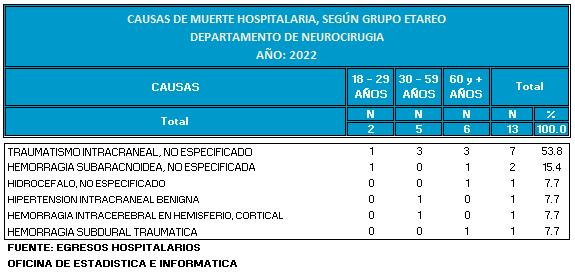 CAUSAS DE MUERTE HOSPITALARIA, SEGÚN GRUPO ETAREO
DEPARTAMENTO DE NEUROCIRUGIA
AÑO: 2022
CAUSAS 18 – 29 AÑOS 30 – 59 AÑOS 60 y + AÑOS Total
Total N N N N %
2 5 6 13 100.0
TRAUMATISMO INTRACRANEAL, NO ESPECIFICADO 1 3 3 7 53.8
HEMORRAGIA SUBARACNOIDEA, NO ESPECIFICADA 1 0 1 2 15.4
HIDROCEFALO, NO ESPECIFICADO 0 0 1 1 7.7
HIPERTENSION INTRACRANEAL BENIGNA 0 1 0 1 7.7
HEMORRAGIA INTRACEREBRAL EN HEMISFERIO, CORTICAL 0 1 0 1 7.7
HEMORRAGIA SUBDURAL TRAUMATICA 0 0 1 1 7.7
FUENTE: EGRESOS HOSPITALARIOS
OFICINA DE ESTADISTICA E INFORMATICA